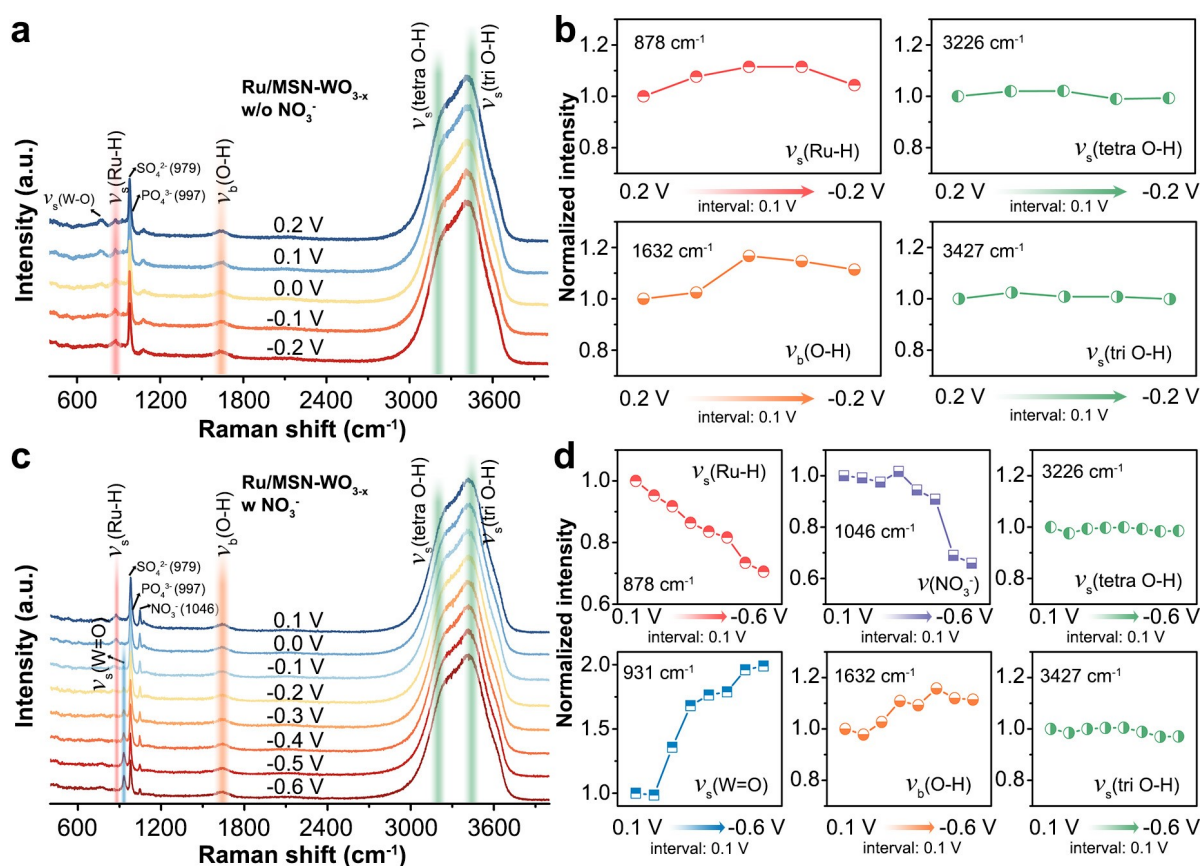 a
Intensity (a.u.)
Ru/MSN-WO₃₋ₓ
w/o NO₃⁻
νₛ(W-O)
νₛ(Ru-H)
SO₄²⁻ (979)
PO₄³⁻ (997)
ν_b(O-H)
νₛ(tetra O-H)
νₛ(tri O-H)
0.2 V
0.1 V
0.0 V
-0.1 V
-0.2 V
600 1200 1800 2400 3000 3600
Raman shift (cm⁻¹)
b
Normalized intensity
1.2
1.0
0.8
878 cm⁻¹
νₛ(Ru-H)
0.2 V -0.2 V
interval: 0.1 V
1.2
1.0
0.8
3226 cm⁻¹
νₛ(tetra O-H)
0.2 V -0.2 V
interval: 0.1 V
1.2
1.0
0.8
1632 cm⁻¹
ν_b(O-H)
0.2 V -0.2 V
interval: 0.1 V
1.2
1.0
0.8
3427 cm⁻¹
νₛ(tri O-H)
0.2 V -0.2 V
interval: 0.1 V
c
Intensity (a.u.)
Ru/MSN-WO₃₋ₓ
w NO₃⁻
νₛ(Ru-H)
νₛ(W=O)
SO₄²⁻ (979)
PO₄³⁻ (997)
NO₃⁻ (1046)
ν_b(O-H)
νₛ(tetra O-H)
νₛ(tri O-H)
0.1 V
0.0 V
-0.1 V
-0.2 V
-0.3 V
-0.4 V
-0.5 V
-0.6 V
600 1200 1800 2400 3000 3600
Raman shift (cm⁻¹)
d
Normalized intensity
1.0
0.8
0.6
νₛ(Ru-H)
878 cm⁻¹
0.1 V -0.6 V
interval: 0.1 V
1.0
0.8
0.6
1046 cm⁻¹
ν(NO₃⁻)
0.1 V -0.6 V
interval: 0.1 V
1.2
1.0
0.8
3226 cm⁻¹
νₛ(tetra O-H)
0.1 V -0.6 V
interval: 0.1 V
2.0
1.5
1.0
931 cm⁻¹
νₛ(W=O)
0.1 V -0.6 V
interval: 0.1 V
1.2
1.0
0.8
1632 cm⁻¹
ν_b(O-H)
0.1 V -0.6 V
interval: 0.1 V
1.2
1.0
0.8
3427 cm⁻¹
νₛ(tri O-H)
0.1 V -0.6 V
interval: 0.1 V